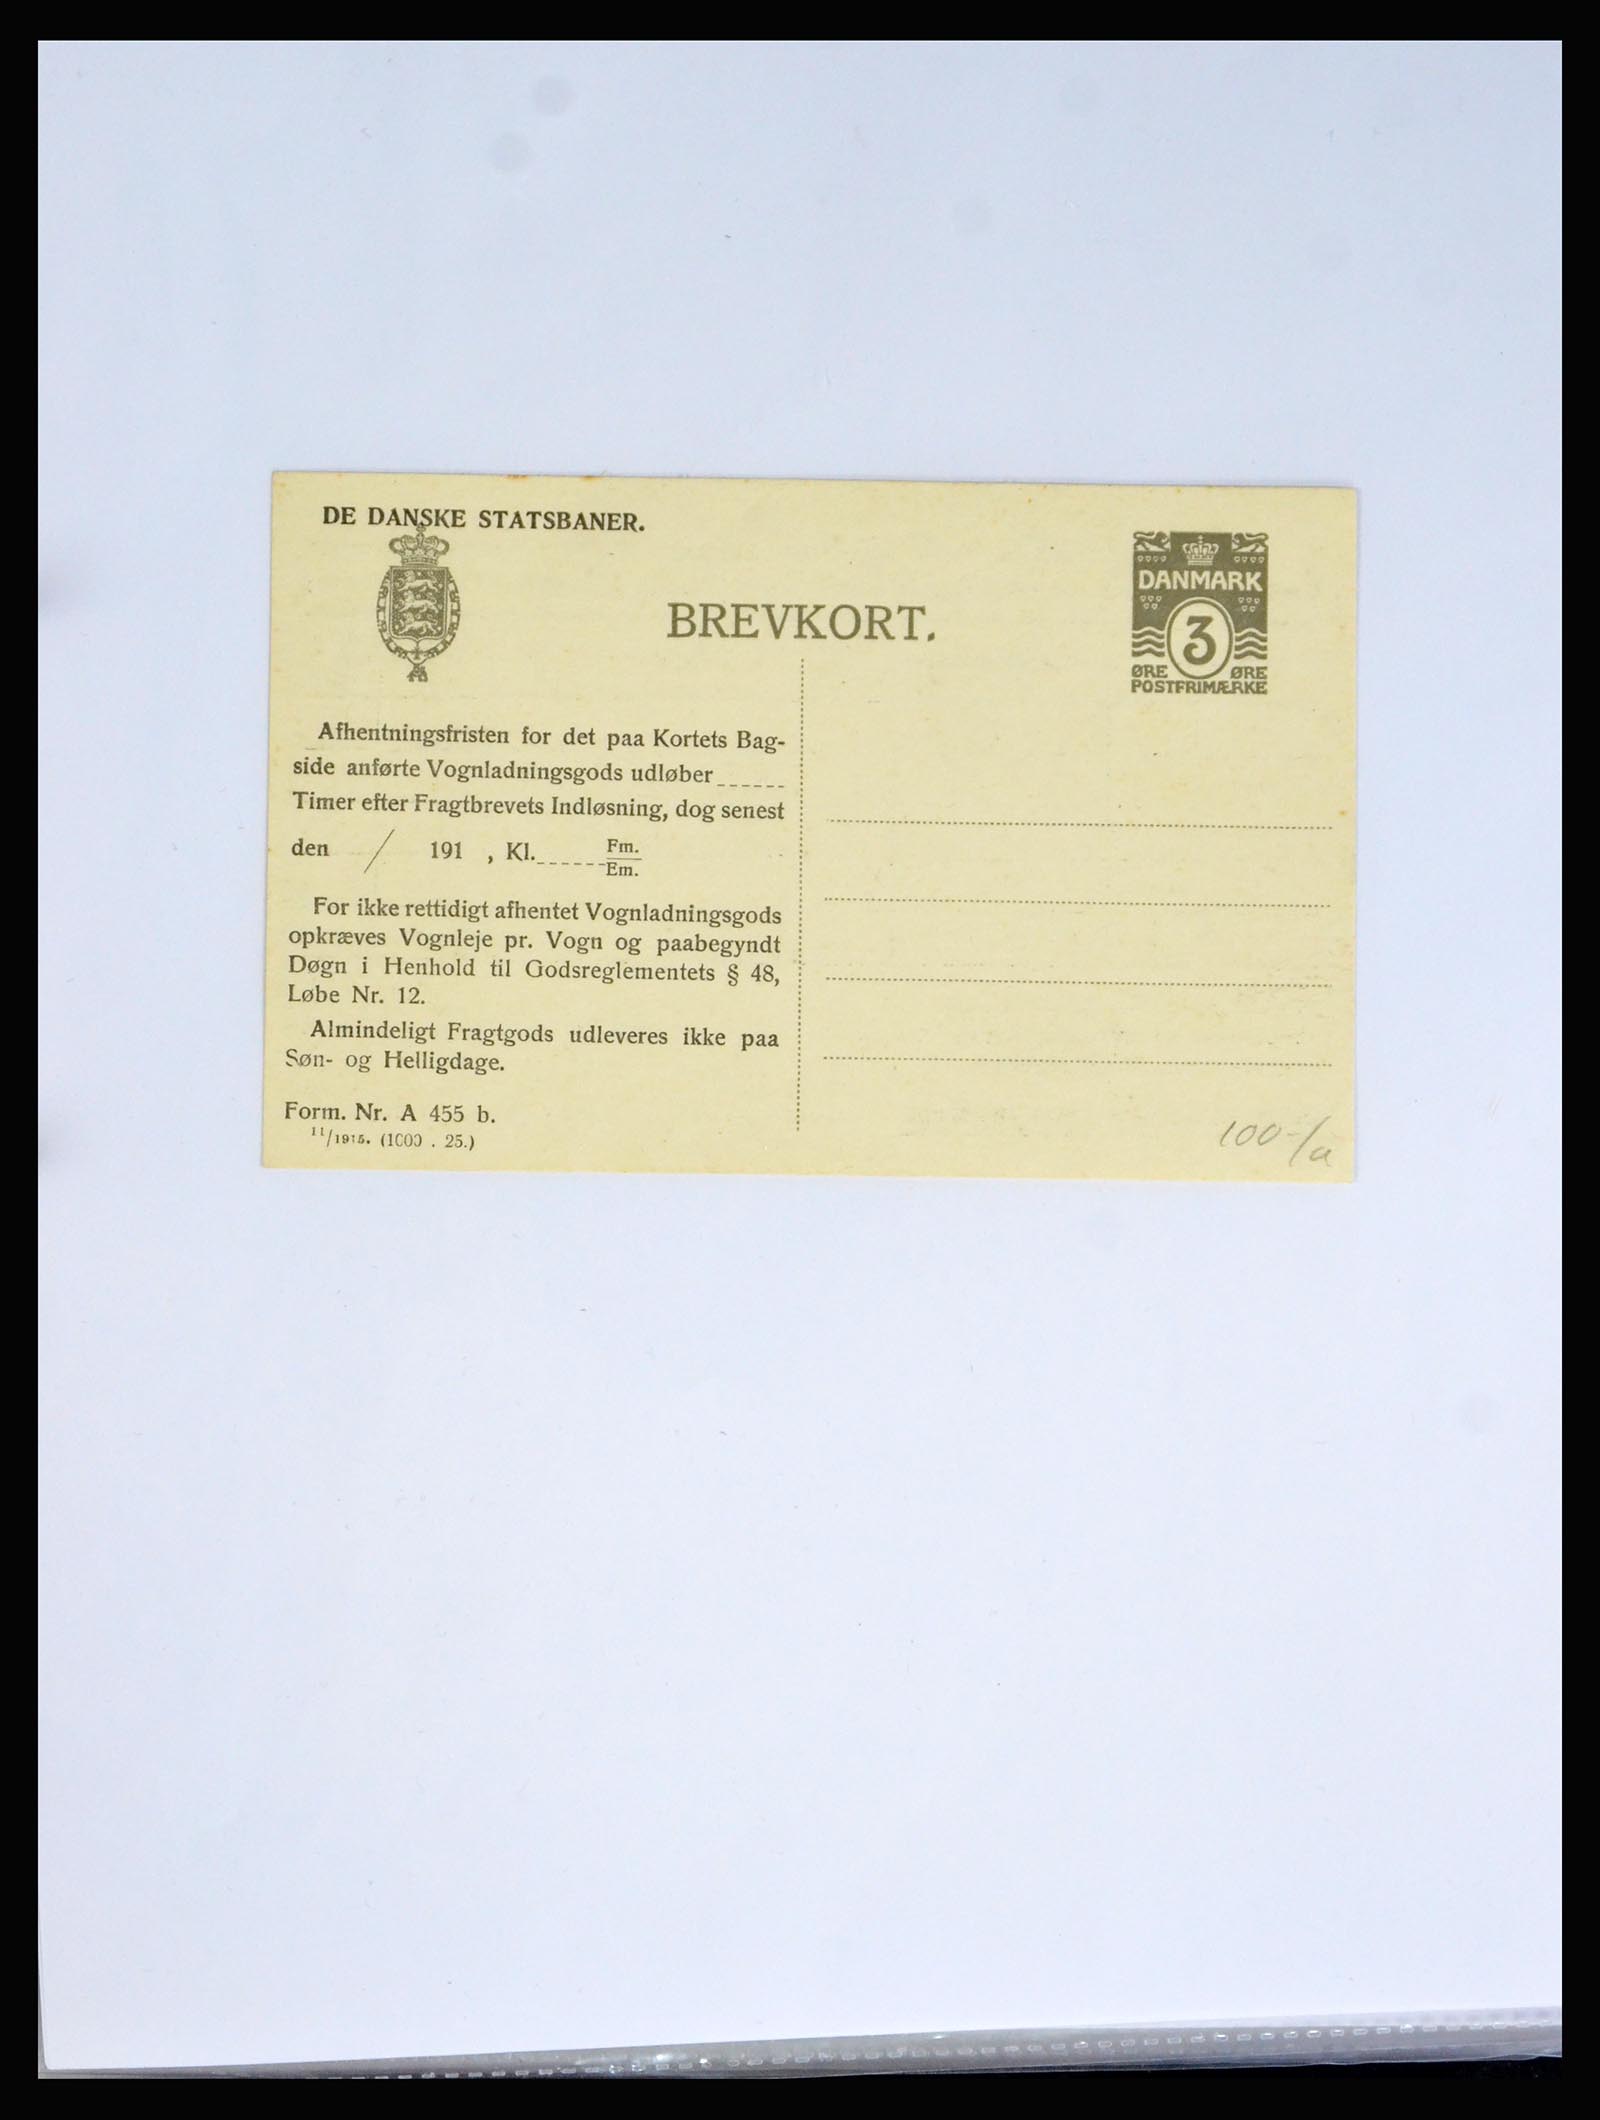 DE DANSKE STATSBANER.
BREVKORT.
DANMARK
3
ØRE ØRE
POSTFRIMÆRKE
Afhentningsfristen for det paa Kortets Bag-
side anførte Vognladningsgods udløber
Timer efter Fragtbrevets Indløsning, dog senest
den / 191 , Kl. Fm.
Em.
For ikke rettidigt afhentet Vognladningsgods
opkræves Vognleje pr. Vogn og paabegyndt
Døgn i Henhold til Godsreglementets § 48,
Løbe Nr. 12.
Almindeligt Fragtgods udleveres ikke paa
Søn- og Helligdage.
Form. Nr. A 455 b.
11/1915. (1000 . 25.)
100-/a